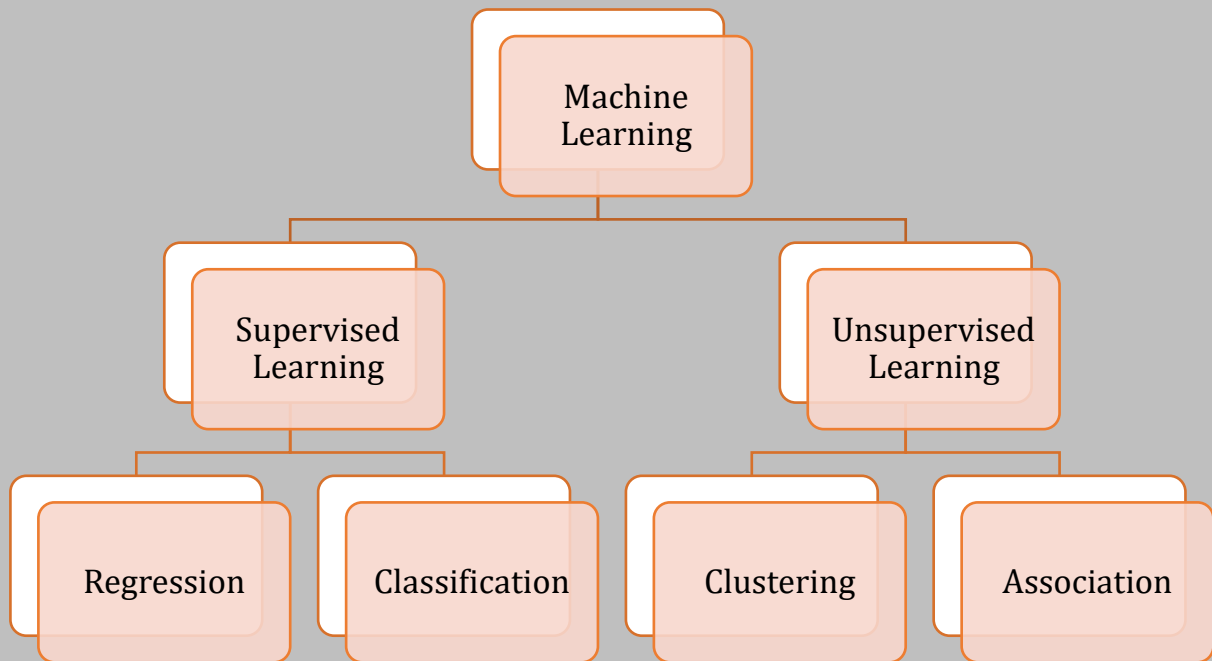 Machine
Learning
Supervised
Learning
Unsupervised
Learning
Regression
Classification
Clustering
Association